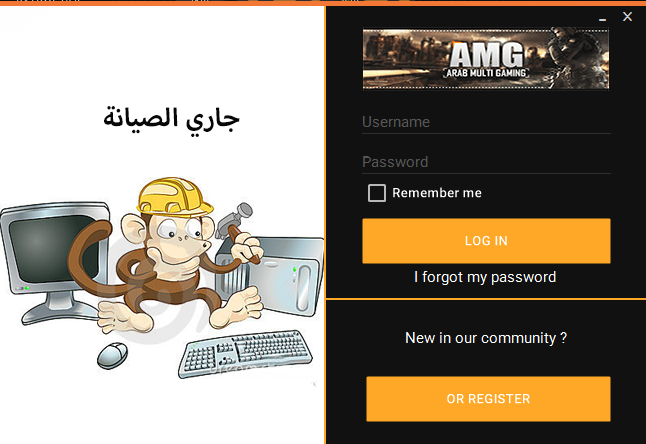 جاري الصيانة
AMG
ARAB MULTI GAMING
Username
Password
Remember me
LOG IN
I forgot my password
New in our community ?
OR REGISTER